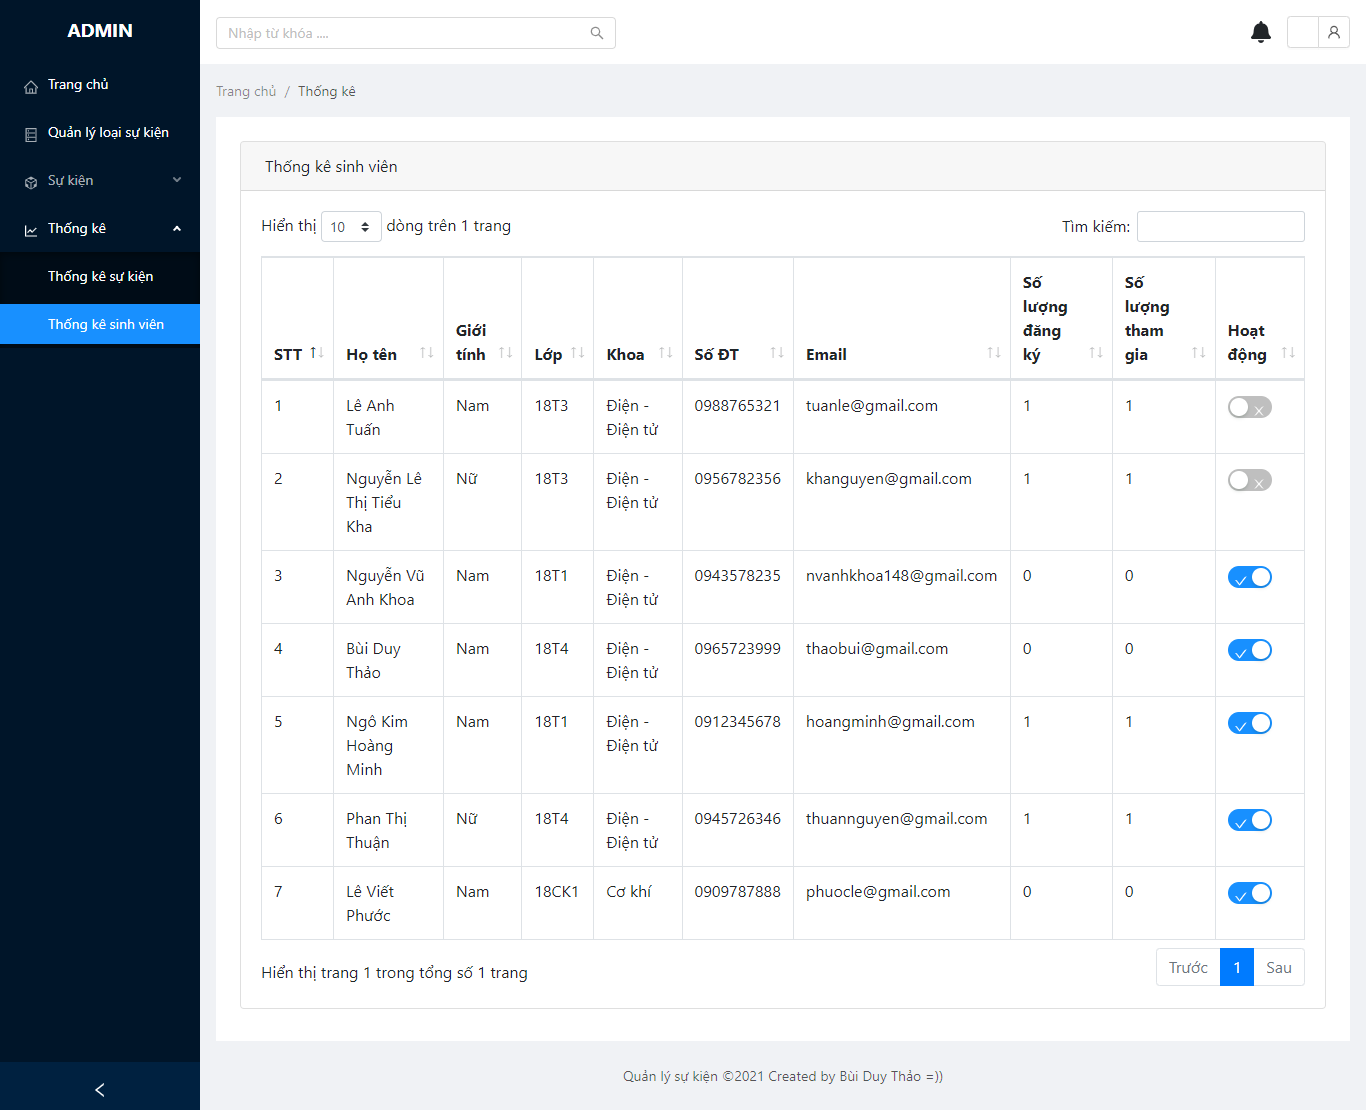 ADMIN
Trang chủ
Quản lý loại sự kiện
Sự kiện
Thống kê
Thống kê sự kiện
Thống kê sinh viên
Nhập từ khóa ....
Trang chủ / Thống kê
Thống kê sinh viên
Hiển thị 10 dòng trên 1 trang
Tìm kiếm:
STT Họ tên Giới tính Lớp Khoa Số ĐT Email Số lượng đăng ký Số lượng tham gia Hoạt động
1 Lê Anh Tuấn Nam 18T3 Điện - Điện tử 0988765321 tuanle@gmail.com 1 1
2 Nguyễn Lê Thị Tiểu Kha Nữ 18T3 Điện - Điện tử 0956782356 khanguyen@gmail.com 1 1
3 Nguyễn Vũ Anh Khoa Nam 18T1 Điện - Điện tử 0943578235 nvanhkhoa148@gmail.com 0 0
4 Bùi Duy Thảo Nam 18T4 Điện - Điện tử 0965723999 thaobui@gmail.com 0 0
5 Ngô Kim Hoàng Minh Nam 18T1 Điện - Điện tử 0912345678 hoangminh@gmail.com 1 1
6 Phan Thị Thuận Nữ 18T4 Điện - Điện tử 0945726346 thuannguyen@gmail.com 1 1
7 Lê Viết Phước Nam 18CK1 Cơ khí 0909787888 phuocle@gmail.com 0 0
Hiển thị trang 1 trong tổng số 1 trang
Trước 1 Sau
Quản lý sự kiện ©2021 Created by Bùi Duy Thảo =))